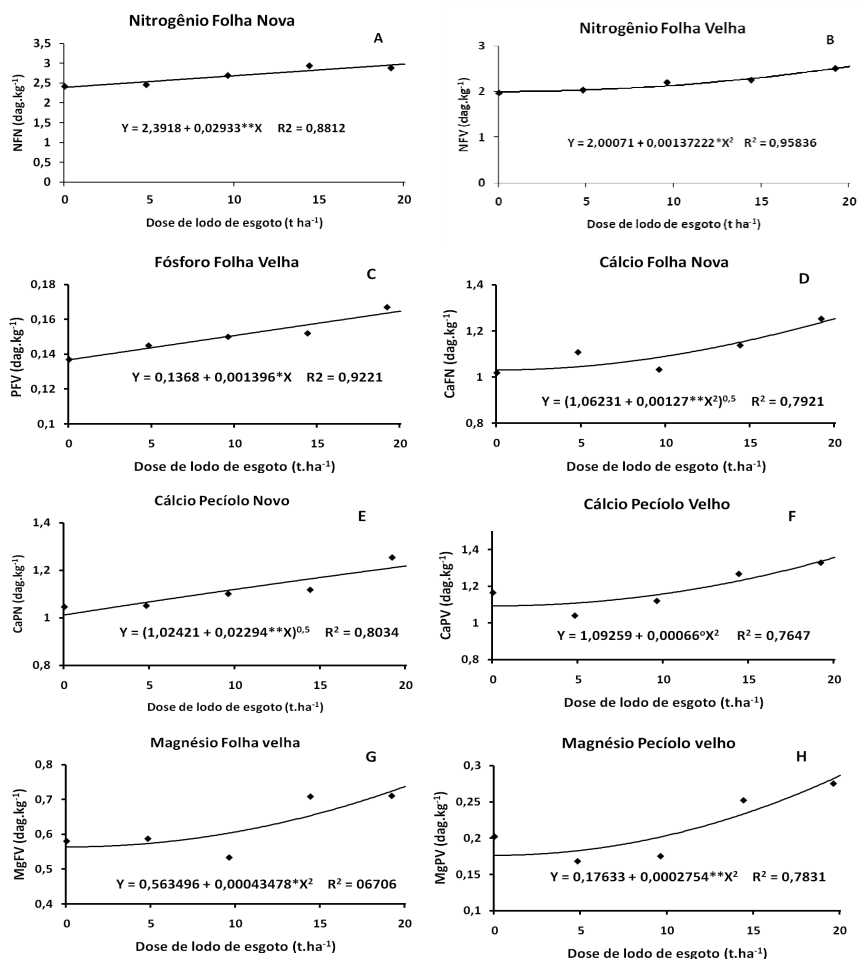 Nitrogênio Folha Nova
A
NFN (dag.kg⁻¹)
3,5
3
2,5
2
1,5
1
0,5
0
Y = 2,3918 + 0,02933**X R2 = 0,8812
0 5 10 15 20
Dose de lodo de esgoto (t ha⁻¹)
Nitrogênio Folha Velha
B
NFV (dag.kg⁻¹)
3
2
1
0
Y = 2,00071 + 0,00137222*X² R² = 0,95836
0 5 10 15 20
Dose de lodo de esgoto (t ha⁻¹)
Fósforo Folha Velha
C
PFV (dag.kg⁻¹)
0,18
0,16
0,14
0,12
0,1
Y = 0,1368 + 0,001396*X R2 = 0,9221
0 5 10 15 20
Dose de lodo de esgoto (t.ha⁻¹)
Cálcio Folha Nova
D
CaFN (dag.kg⁻¹)
1,4
1,2
1
0,8
Y = (1,06231 + 0,00127**X²)⁰,⁵ R² = 0,7921
0 5 10 15 20
Dose de lodo de esgoto (t.ha⁻¹)
Cálcio Pecíolo Novo
E
CaPN (dag.kg⁻¹)
1,4
1,2
1
0,8
Y = (1,02421 + 0,02294**X)⁰,⁵ R² = 0,8034
0 5 10 15 20
Dose de lodo de esgoto (t.ha⁻¹)
Cálcio Pecíolo Velho
F
CaPV (dag.kg⁻¹)
1,4
1,2
1
0,8
Y = 1,09259 + 0,00066ºX² R² = 0,7647
0 5 10 15 20
Dose de lodo de esgoto (t.ha⁻¹)
Magnésio Folha velha
G
MgFV (dag.kg⁻¹)
0,8
0,7
0,6
0,5
0,4
Y = 0,563496 + 0,00043478*X² R² = 06706
0 5 10 15 20
Dose de lodo de esgoto (t.ha⁻¹)
Magnésio Pecíolo velho
H
MgPV (dag.kg⁻¹)
0,3
0,25
0,2
0,15
0,1
Y = 0,17633 + 0,0002754**X² R² = 0,7831
0 5 10 15 20
Dose de lodo de esgoto (t.ha⁻¹)